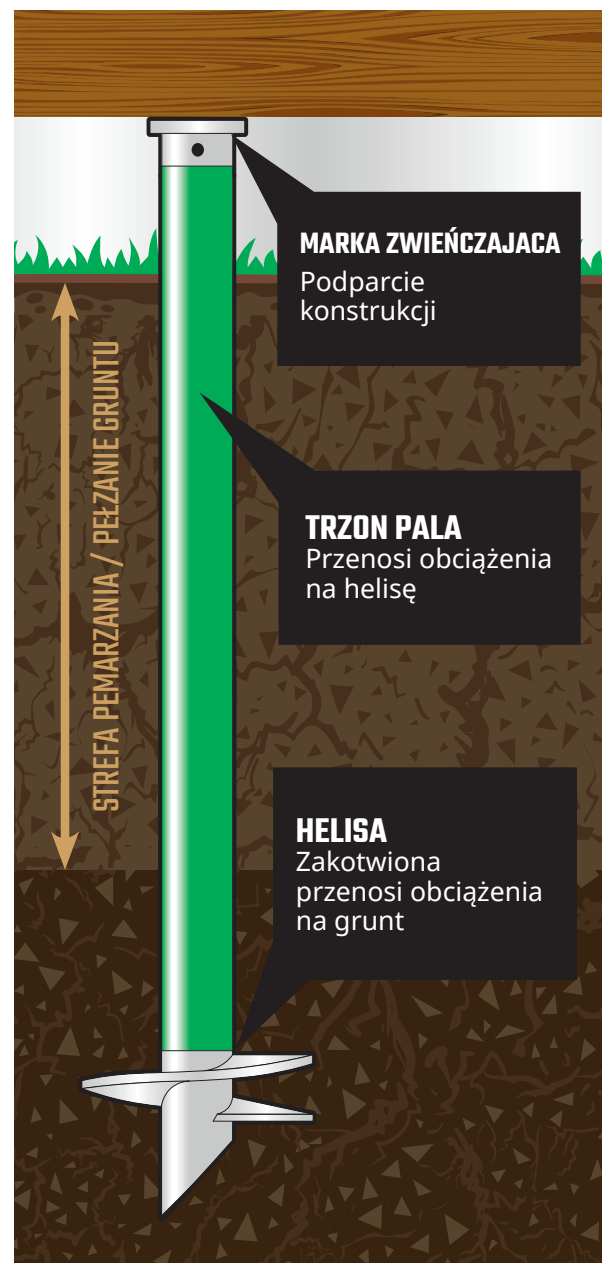 MARKA ZWIEŃCZAJACA
Podparcie
konstrukcji
STREFA PEMARZANIA / PEŁZANIE GRUNTU
TRZON PALA
Przenosi obciążenia
na helisę
HELISA
Zakotwiona
przenosi obciążenia
na grunt